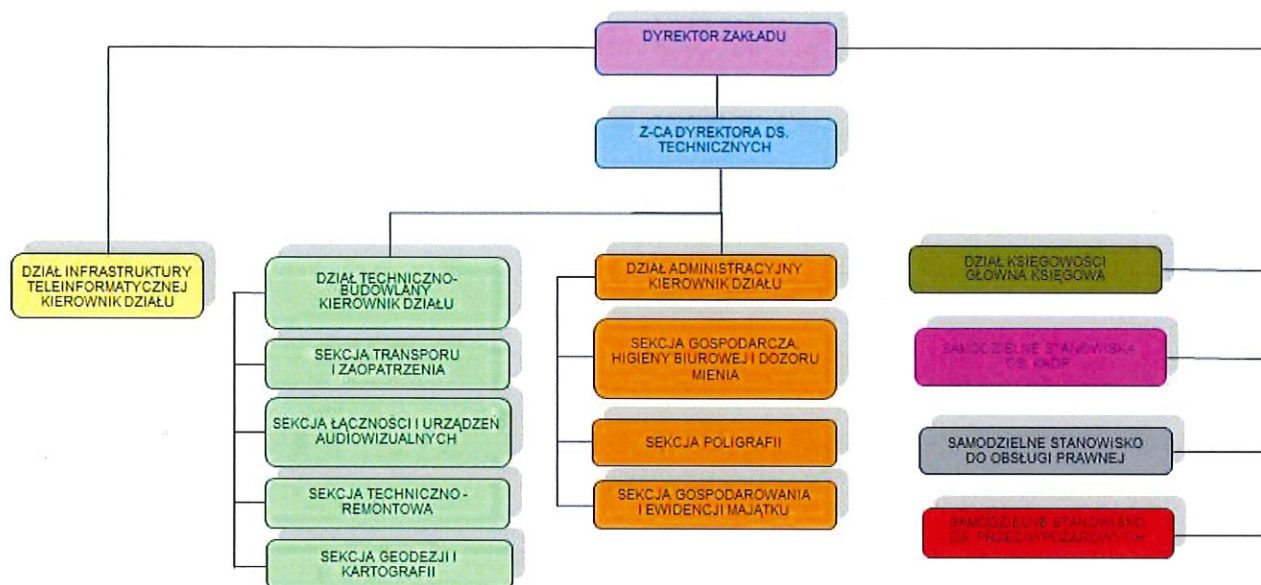 DYREKTOR ZAKŁADU
Z-CA DYREKTORA DS.
TECHNICZNYCH
DZIAŁ INFRASTRUKTURY
TELEINFORMATYCZNEJ
KIEROWNIK DZIAŁU
DZIAŁ TECHNICZNO-
BUDOWLANY
KIEROWNIK DZIAŁU
SEKCJA TRANSPORU
I ZAOPATRZENIA
SEKCJA ŁĄCZNOŚCI I URZĄDZEŃ
AUDIOWIZUALNYCH
SEKCJA TECHNICZNO -
REMONTOWA
SEKCJA GEODEZJI I
KARTOGRAFII
DZIAŁ ADMINISTRACYJNY
KIEROWNIK DZIAŁU
SEKCJA GOSPODARCZA,
HIGIENY BIUROWEJ I DOZORU
MIENIA
SEKCJA POLIGRAFII
SEKCJA GOSPODAROWANIA
I EWIDENCJI MAJĄTKU
DZIAŁ KSIĘGOWOŚCI
GŁOWNA KSIĘGOWA
SAMODZIELNE STANOWISKA
DS. KADR
SAMODZIELNE STANOWISKO
DO OBSŁUGI PRAWNEJ
SAMODZIELNE STANOWISKO
DS. PRZECIWPOŻAROWYCH